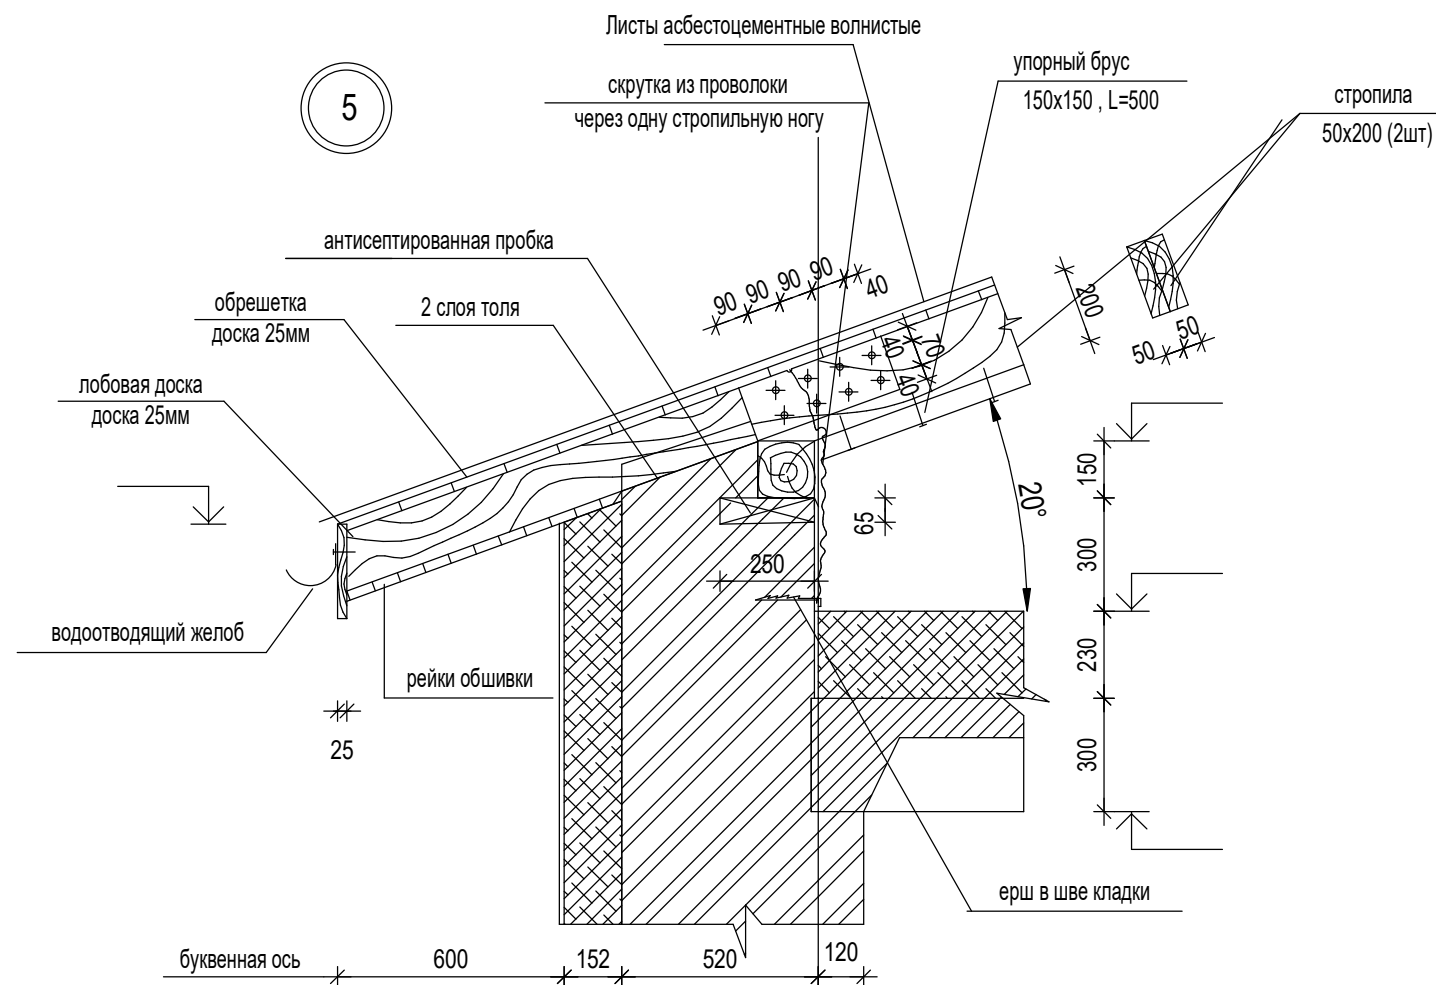 Листы асбестоцементные волнистые
упорный брус
150х150 , L=500
скрутка из проволоки
через одну стропильную ногу
стропила
50х200 (2шт)
5
антисептированная пробка
обрешетка
доска 25мм
2 слоя толя
лобовая доска
доска 25мм
90
90
90
90
40
200
50
50
40
70
40
150
20°
65
300
250
230
водоотводящий желоб
рейки обшивки
25
300
ерш в шве кладки
буквенная ось
600
152
520
120